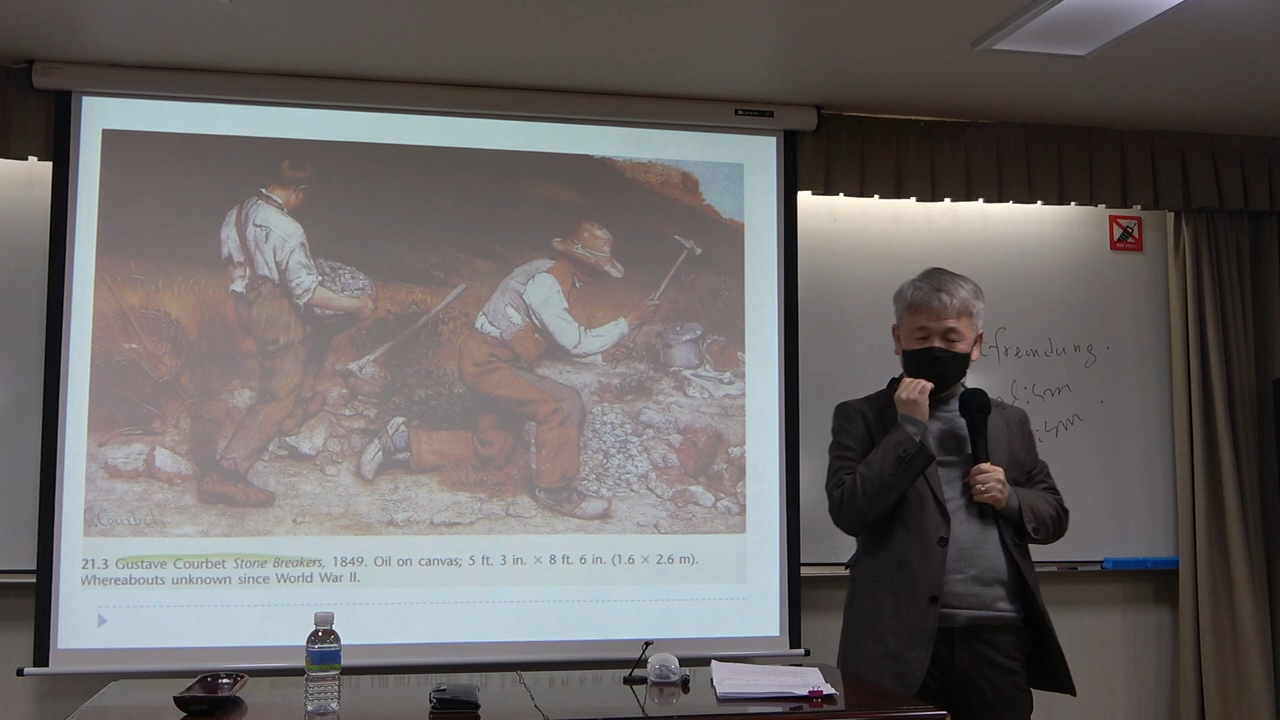 G. Courbet
21.3 Gustave Courbet Stone Breakers, 1849. Oil on canvas; 5 ft. 3 in. × 8 ft. 6 in. (1.6 × 2.6 m).
Whereabouts unknown since World War II.